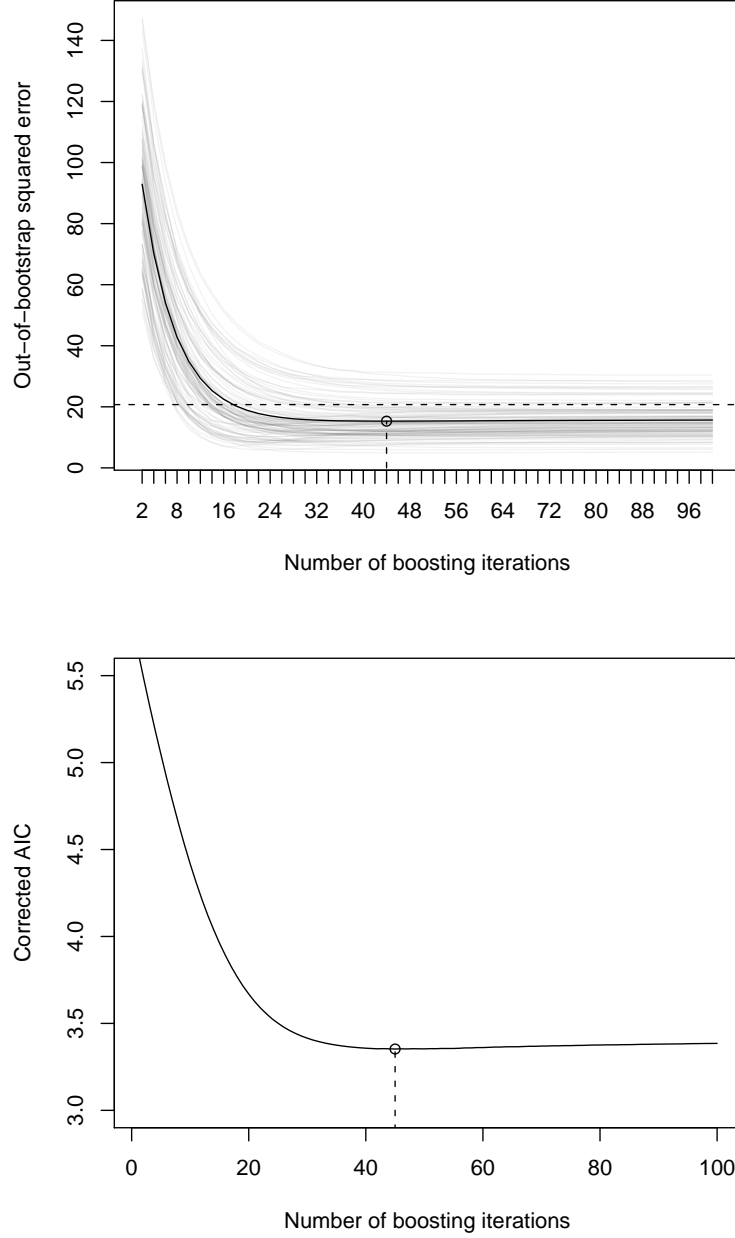 Out−of−bootstrap squared error
140
120
100
80
60
40
20
0
2 8 16 24 32 40 48 56 64 72 80 88 96
Number of boosting iterations
Corrected AIC
5.5
5.0
4.5
4.0
3.5
3.0
0 20 40 60 80 100
Number of boosting iterations